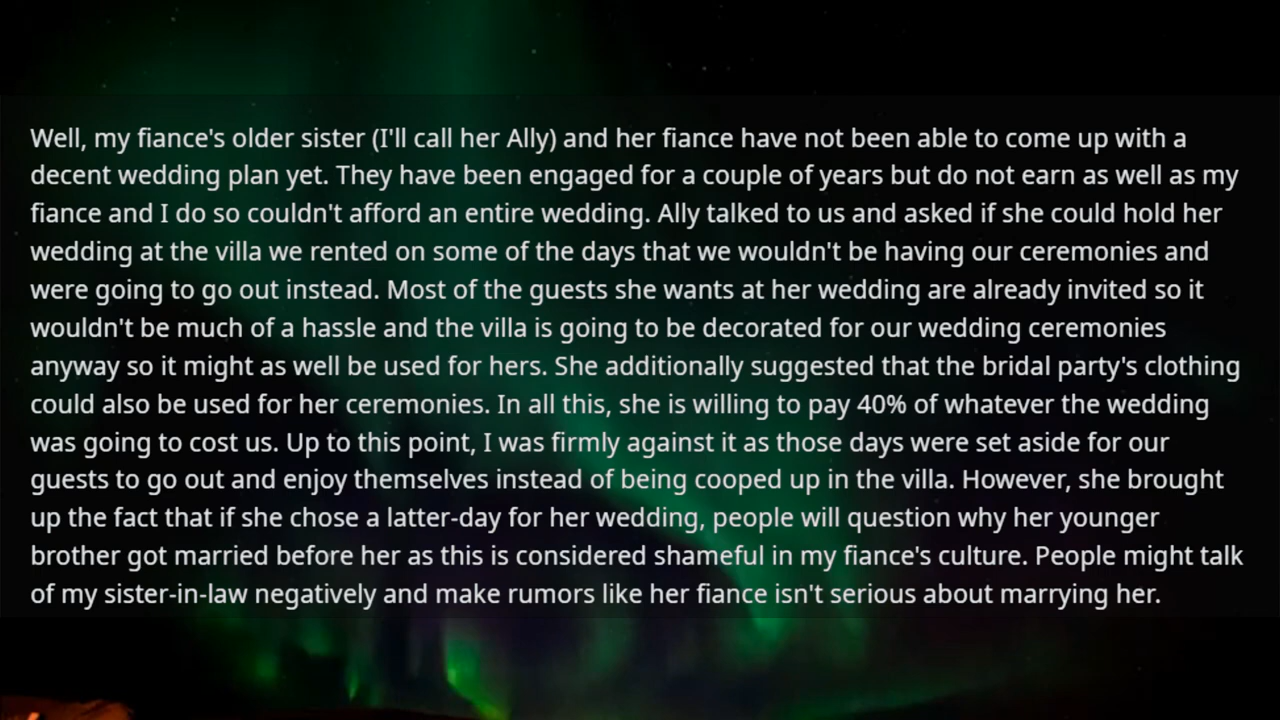 Well, my fiance's older sister (I'll call her Ally) and her fiance have not been able to come up with a
decent wedding plan yet. They have been engaged for a couple of years but do not earn as well as my
fiance and I do so couldn't afford an entire wedding. Ally talked to us and asked if she could hold her
wedding at the villa we rented on some of the days that we wouldn't be having our ceremonies and
were going to go out instead. Most of the guests she wants at her wedding are already invited so it
wouldn't be much of a hassle and the villa is going to be decorated for our wedding ceremonies
anyway so it might as well be used for hers. She additionally suggested that the bridal party's clothing
could also be used for her ceremonies. In all this, she is willing to pay 40% of whatever the wedding
was going to cost us. Up to this point, I was firmly against it as those days were set aside for our
guests to go out and enjoy themselves instead of being cooped up in the villa. However, she brought
up the fact that if she chose a latter-day for her wedding, people will question why her younger
brother got married before her as this is considered shameful in my fiance's culture. People might talk
of my sister-in-law negatively and make rumors like her fiance isn't serious about marrying her.